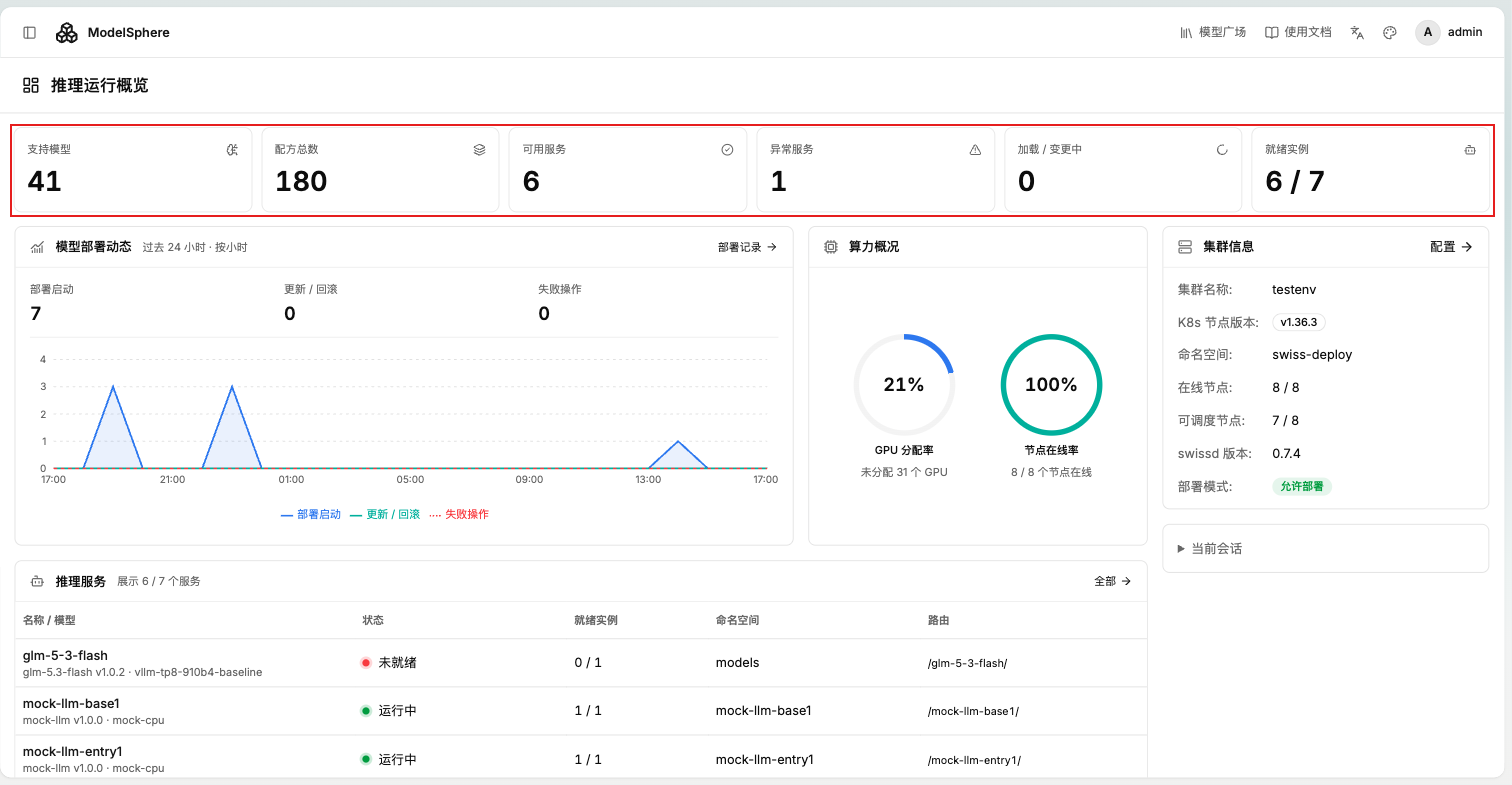 ModelSphere
模型广场
使用文档
A
admin
推理运行概览
支持模型
41
配方总数
180
可用服务
6
异常服务
1
加载 / 变更中
0
就绪实例
6 / 7
模型部署动态 过去 24 小时 · 按小时 部署记录
部署启动
7
更新 / 回滚
0
失败操作
0
4
3
2
1
0
17:00 21:00 01:00 05:00 09:00 13:00 17:00
部署启动 更新 / 回滚 失败操作
算力概况
21%
GPU 分配率
未分配 31 个 GPU
100%
节点在线率
8 / 8 个节点在线
集群信息 配置
集群名称: testenv
K8s 节点版本: v1.36.3
命名空间: swiss-deploy
在线节点: 8 / 8
可调度节点: 7 / 8
swissd 版本: 0.7.4
部署模式: 允许部署
当前会话
推理服务 展示 6 / 7 个服务 全部
名称 / 模型 状态 就绪实例 命名空间 路由
glm-5-3-flash 未就绪 0 / 1 models /glm-5-3-flash/
glm-5.3-flash v1.0.2 · vllm-tp8-910b4-baseline
mock-llm-base1 运行中 1 / 1 mock-llm-base1 /mock-llm-base1/
mock-llm v1.0.0 · mock-cpu
mock-llm-entry1 运行中 1 / 1 mock-llm-entry1 /mock-llm-entry1/
mock-llm v1.0.0 · mock-cpu